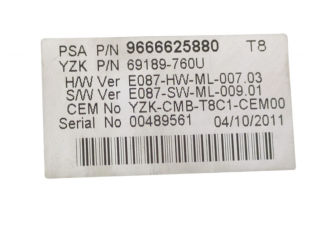 PSA P/N 9666625880 T8
YZK P/N 69189-760U
H/W Ver E087-HW-ML-007.03
S/W Ver E087-SW-ML-009.01
CEM No YZK-CMB-T8C1-CEM00
Serial No 00489561 04/10/2011